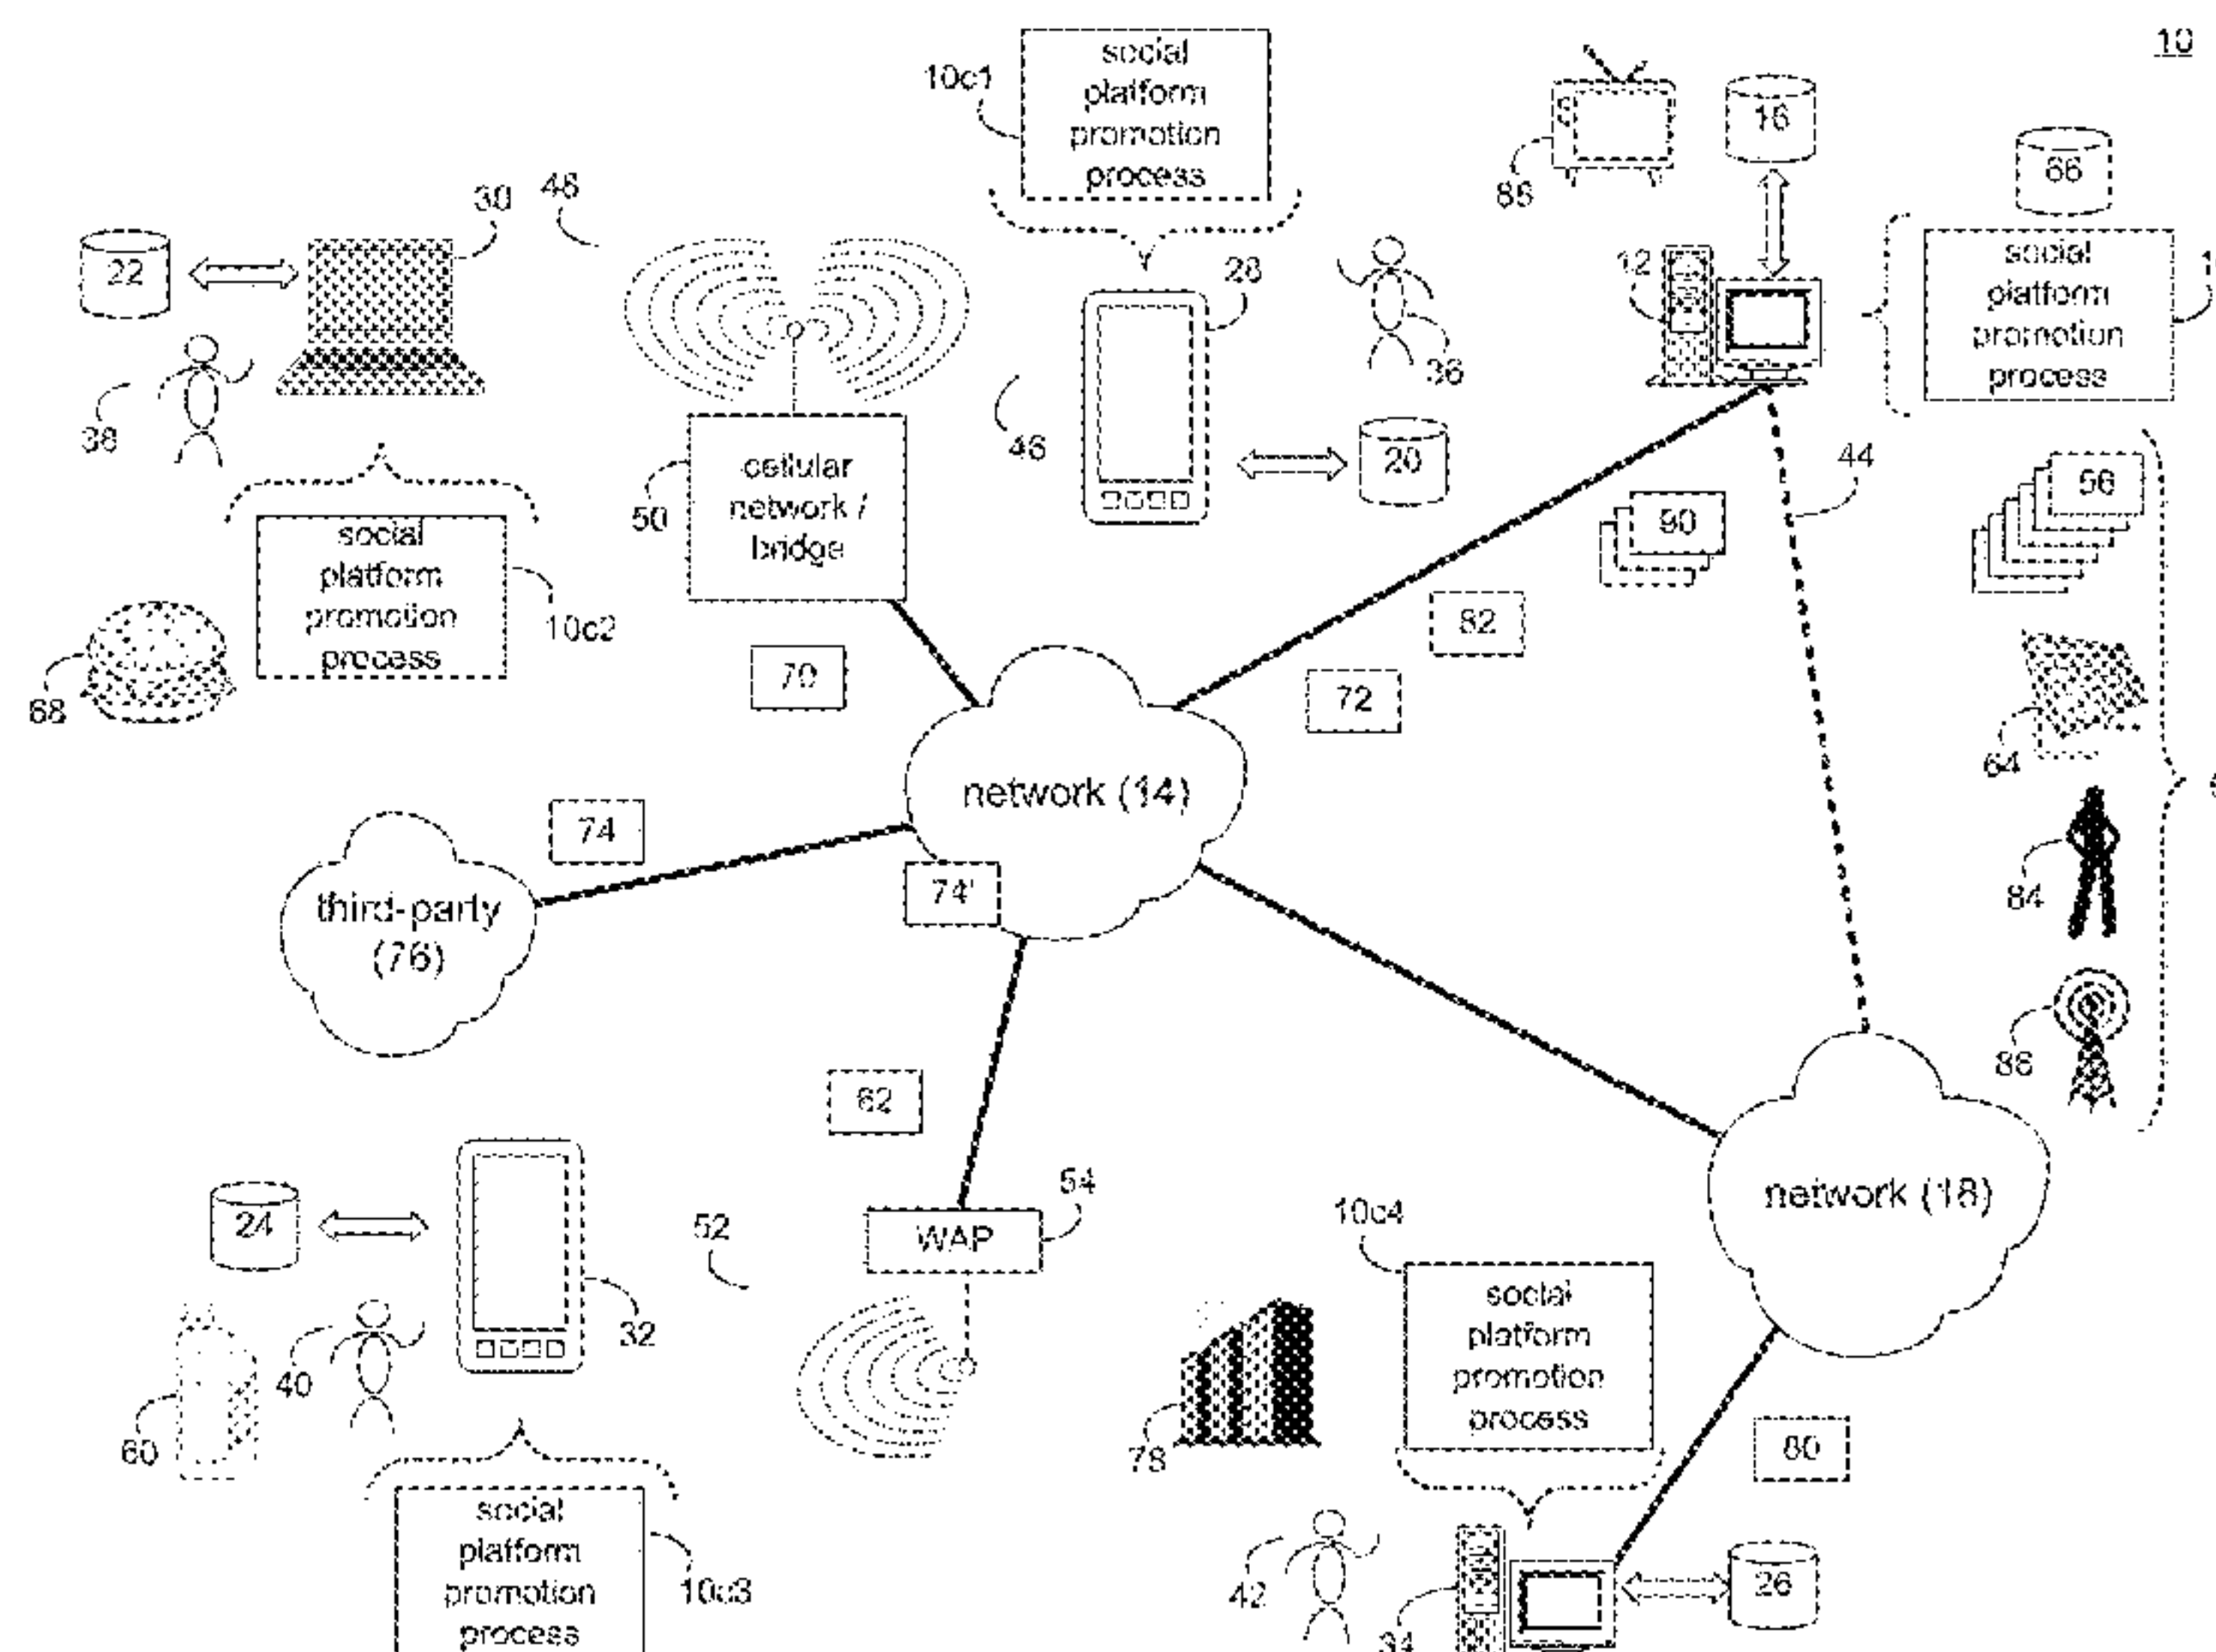 10
social
platform
promotion
process
10c1
16
88
66
30
48
22
28
12
social
platform
promotion
process
36
38
46
cellular
network /
bridge
50
20
44
56
90
social
platform
promotion
process
10c2
82
70
72
68
64
network (14)
74
74'
third-party
(76)
84
86
62
54
WAP
52
24
32
network (18)
10c4
social
platform
promotion
process
40
60
78
80
social
platform
promotion
process
10c3
42
26
34